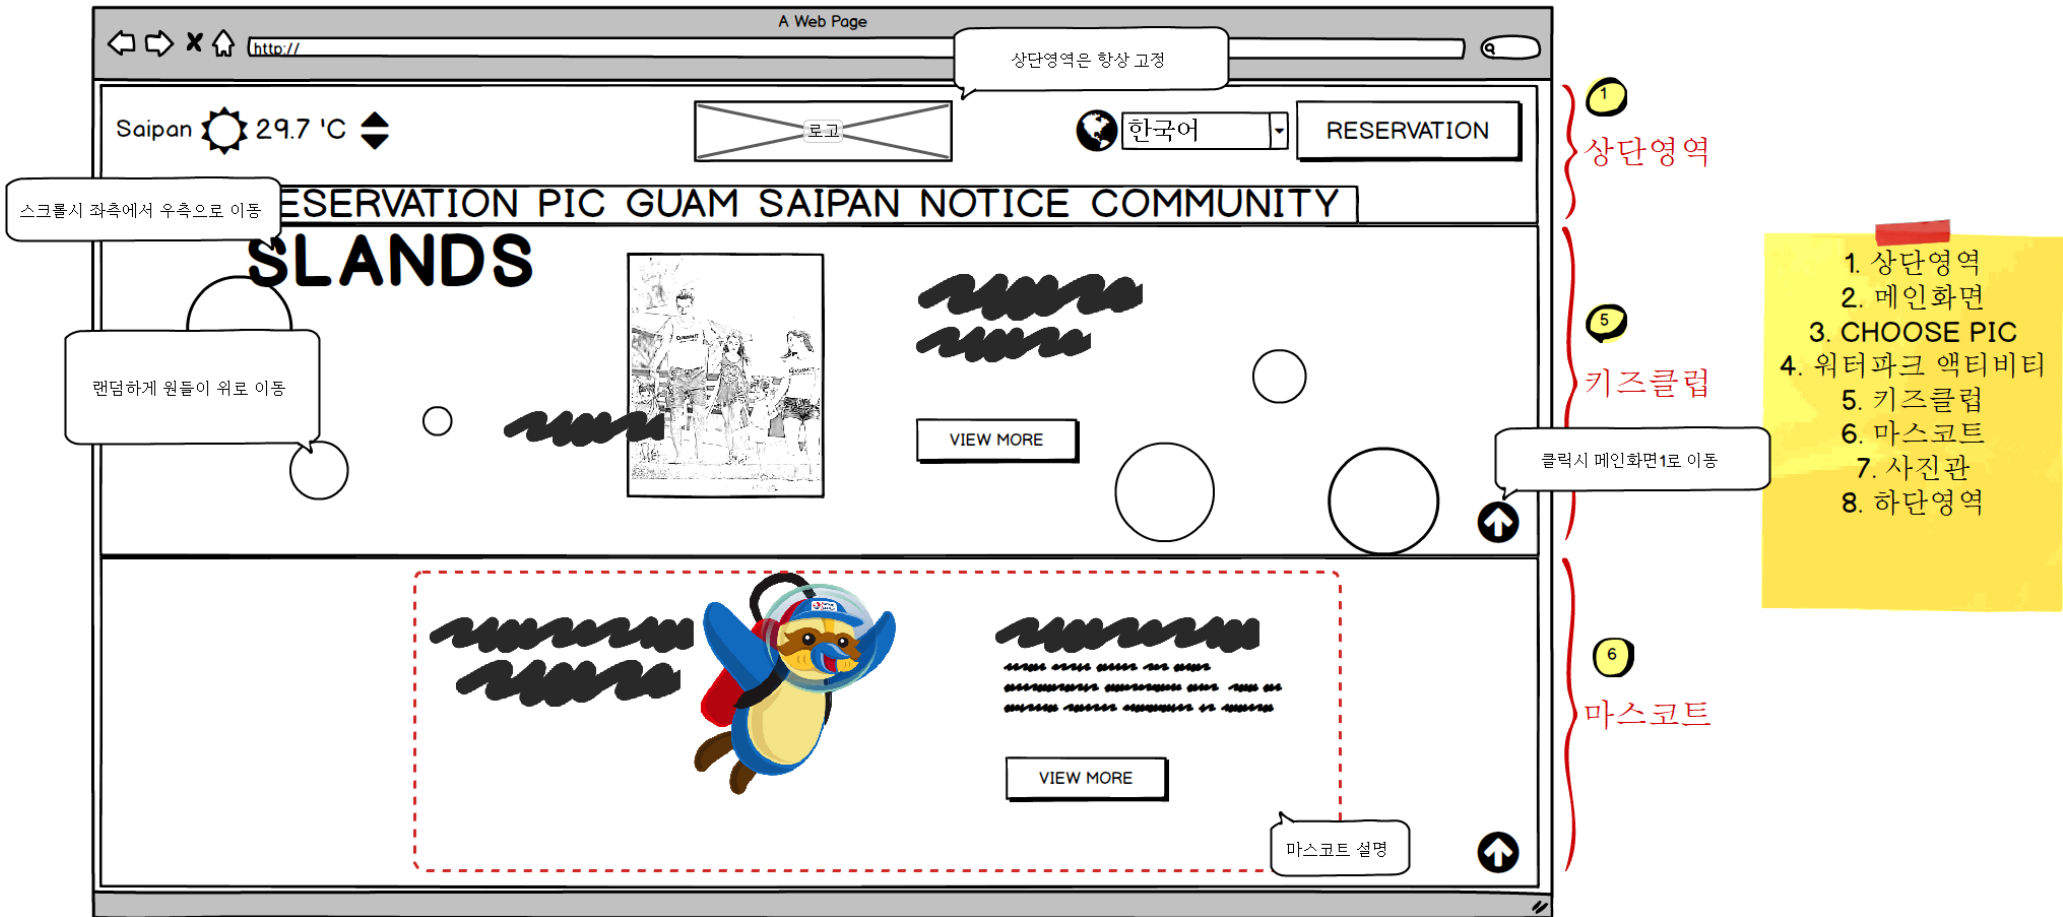 A Web Page
http://
상단영역은 항상 고정
Saipan 29.7 'C
로고
한국어
RESERVATION
1
상단영역
스크롤시 좌측에서 우측으로 이동
ESERVATION PIC GUAM SAIPAN NOTICE COMMUNITY
SLANDS
랜덤하게 원들이 위로 이동
VIEW MORE
5
키즈클럽
클릭시 메인화면1로 이동
1. 상단영역
2. 메인화면
3. CHOOSE PIC
4. 워터파크 액티비티
5. 키즈클럽
6. 마스코트
7. 사진관
8. 하단영역
VIEW MORE
마스코트 설명
6
마스코트